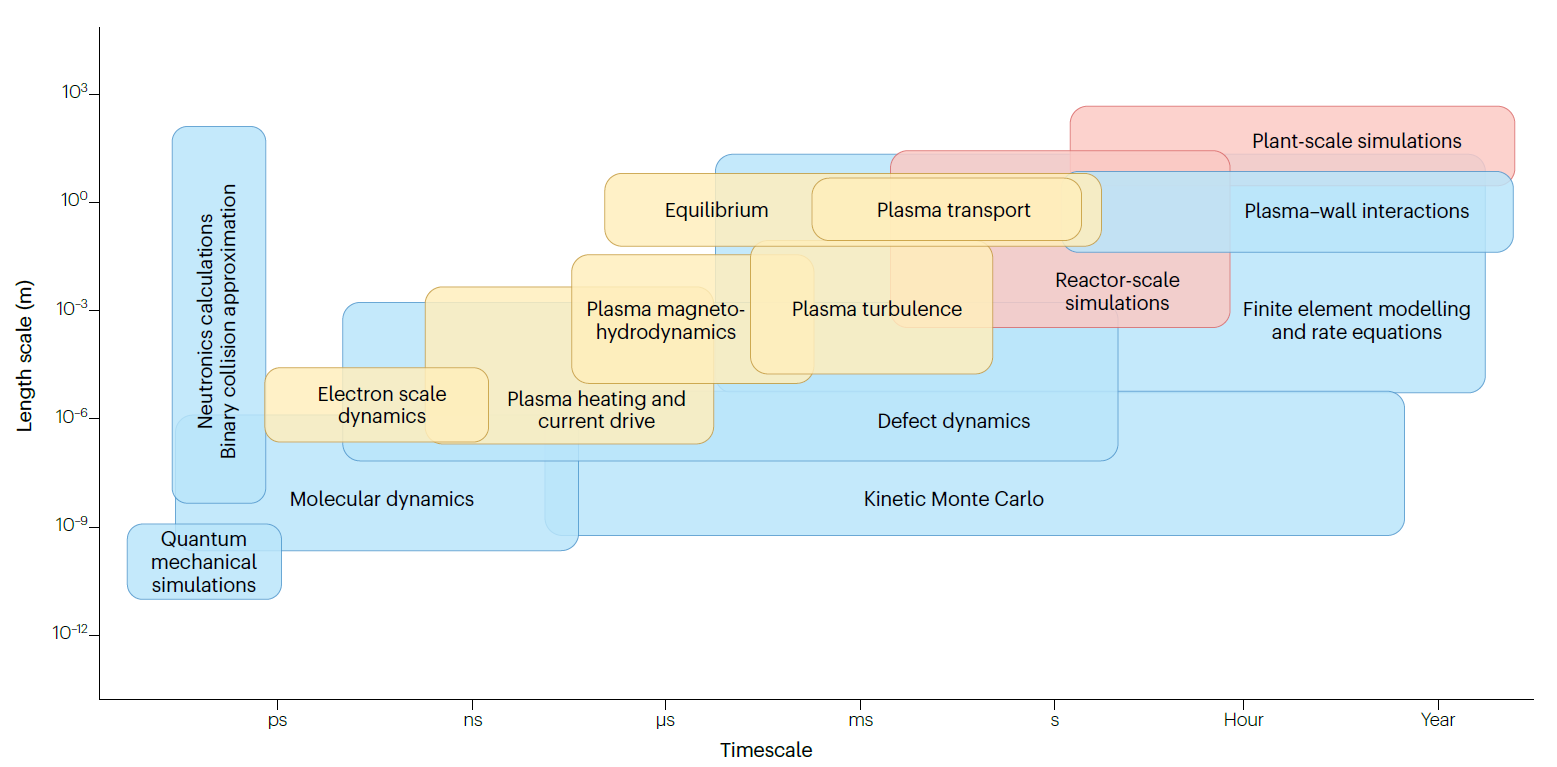 Length scale (m)
10³
10⁰
10⁻³
10⁻⁶
10⁻⁹
10⁻¹²
Neutronics calculations
Binary collision approximation
Plant-scale simulations
Equilibrium
Plasma transport
Plasma–wall interactions
Reactor-scale
simulations
Plasma magneto-
hydrodynamics
Plasma turbulence
Finite element modelling
and rate equations
Electron scale
dynamics
Plasma heating and
current drive
Defect dynamics
Molecular dynamics
Kinetic Monte Carlo
Quantum
mechanical
simulations
ps
ns
µs
ms
s
Hour
Year
Timescale